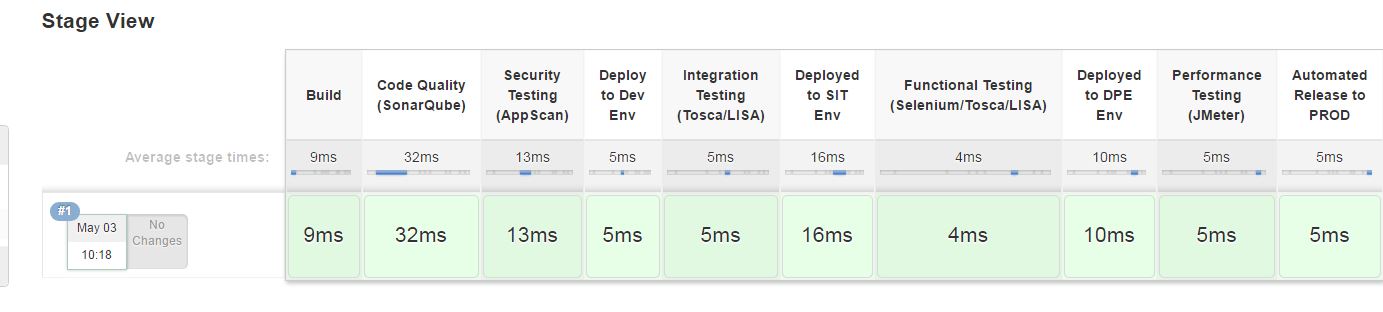 Stage View
Build
Code Quality
(SonarQube)
Security
Testing
(AppScan)
Deploy
to Dev
Env
Integration
Testing
(Tosca/LISA)
Deployed
to SIT
Env
Functional Testing
(Selenium/Tosca/LISA)
Deployed
to DPE
Env
Performance
Testing
(JMeter)
Automated
Release to
PROD
Average stage times: 9ms 32ms 13ms 5ms 5ms 16ms 4ms 10ms 5ms 5ms
#1
May 03
10:18
No
Changes
9ms 32ms 13ms 5ms 5ms 16ms 4ms 10ms 5ms 5ms